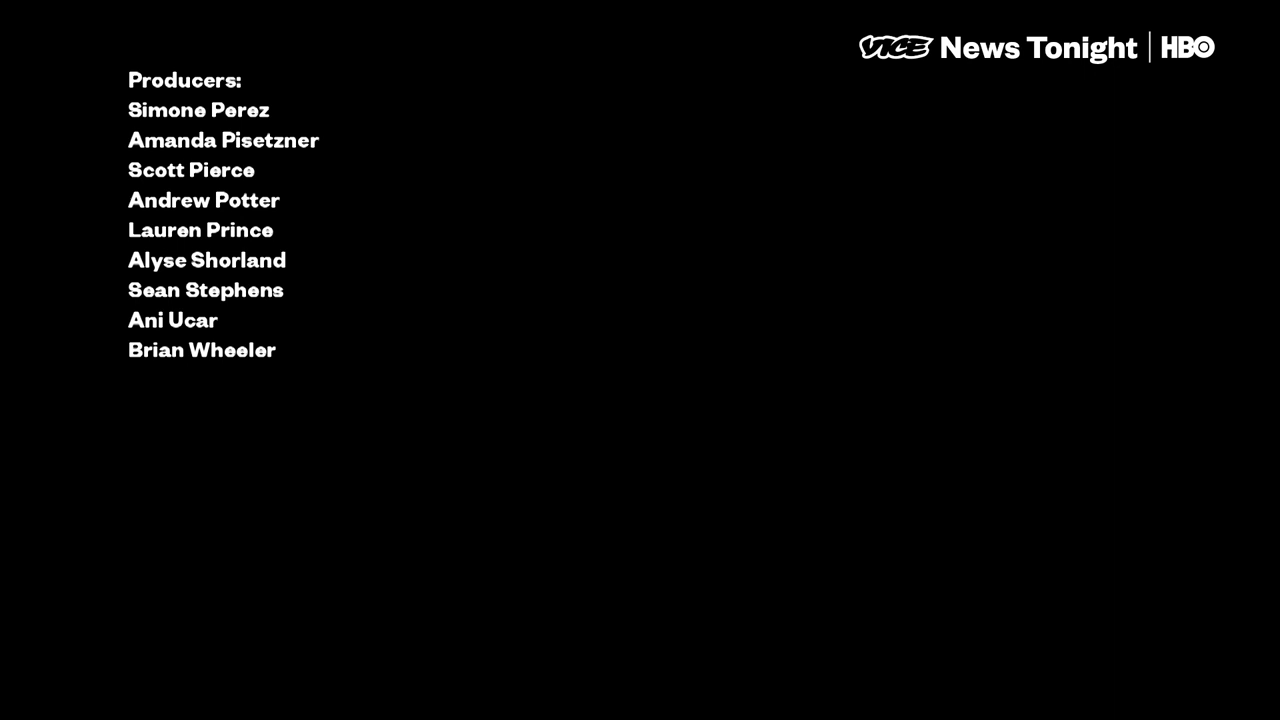 VICE News Tonight | HBO
Producers:
Simone Perez
Amanda Pisetzner
Scott Pierce
Andrew Potter
Lauren Prince
Alyse Shorland
Sean Stephens
Ani Ucar
Brian Wheeler